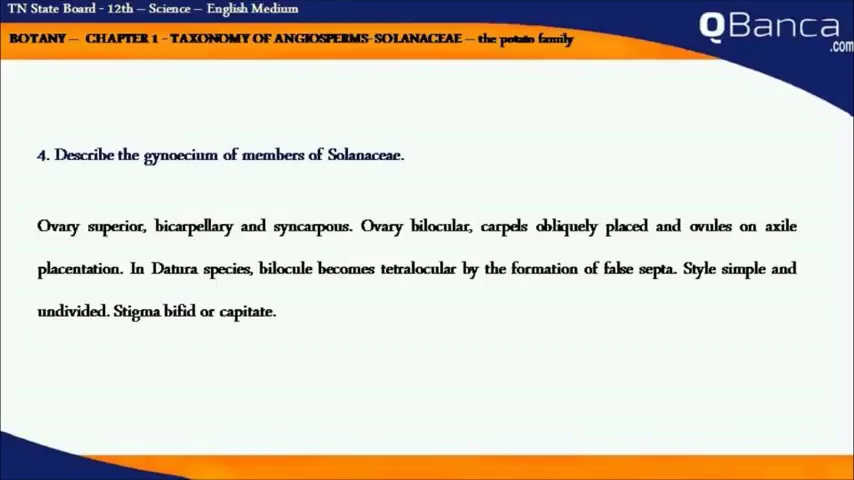 TN State Board - 12th – Science – English Medium
BOTANY – CHAPTER 1 - TAXONOMY OF ANGIOSPERMS- SOLANACEAE – the potato family
QBanca
.com
4. Describe the gynoecium of members of Solanaceae.
Ovary superior, bicarpellary and syncarpous. Ovary bilocular, carpels obliquely placed and ovules on axile
placentation. In Datura species, bilocule becomes tetralocular by the formation of false septa. Style simple and
undivided. Stigma bifid or capitate.